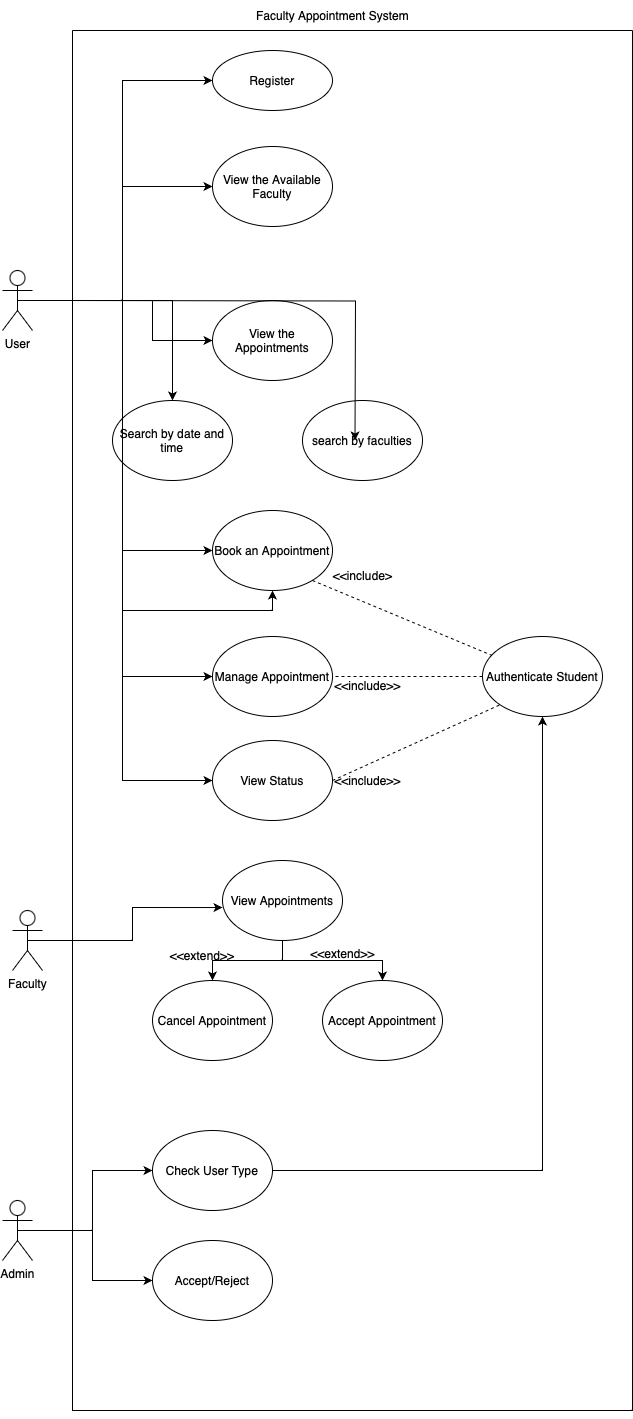 Faculty Appointment System
Register
View the Available
Faculty
User
View the
Appointments
Search by date and
time
search by faculties
Book an Appointment
<<include>
Manage Appointment
<<include>>
Authenticate Student
View Status
<<include>>
View Appointments
Faculty
<<extend>>
<<extend>>
Cancel Appointment
Accept Appointment
Check User Type
Admin
Accept/Reject